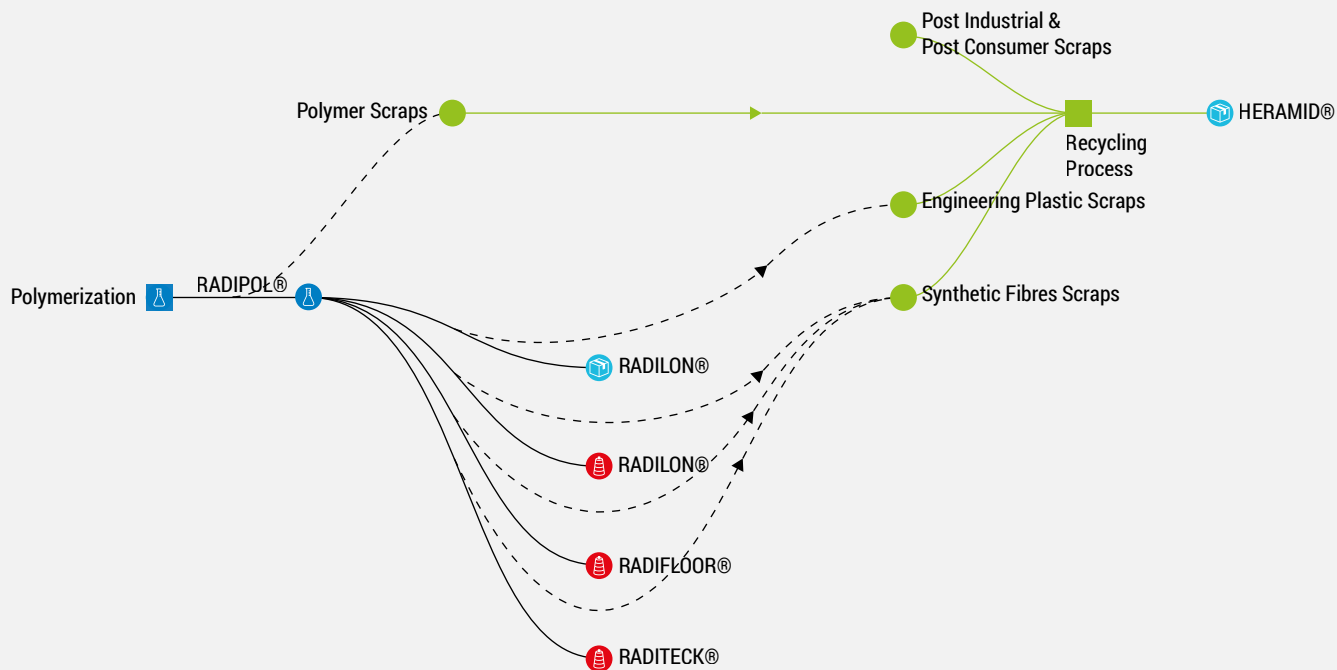 Post Industrial &
Post Consumer Scraps
Polymer Scraps
HERAMID®
Recycling
Process
Engineering Plastic Scraps
RADIPOL®
Polymerization
Synthetic Fibres Scraps
RADILON®
RADILON®
RADIFLOOR®
RADITECK®